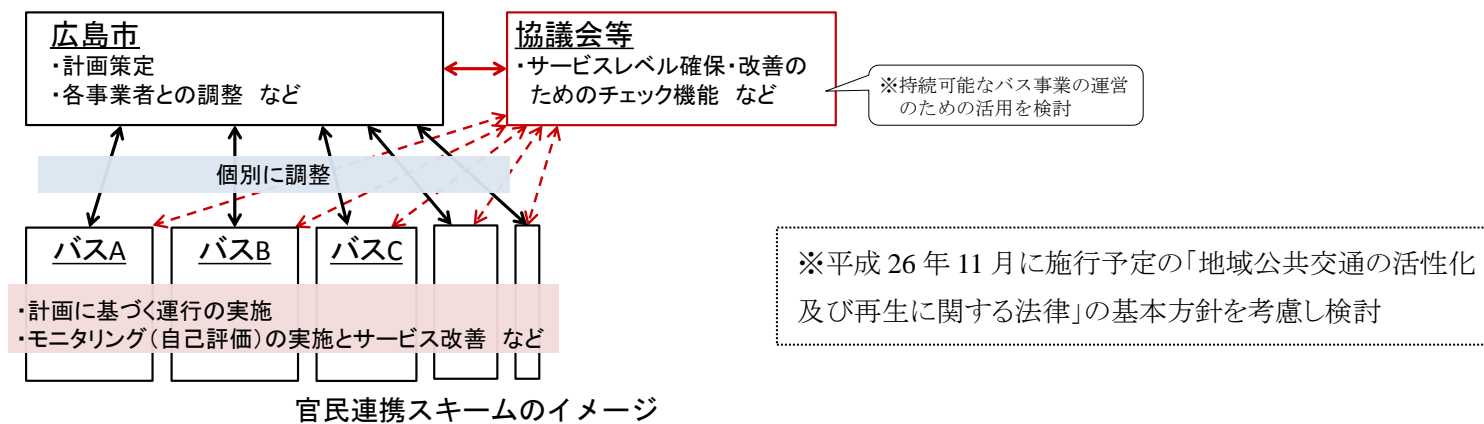 広島市
・計画策定
・各事業者との調整 など
協議会等
・サービスレベル確保・改善の
ためのチェック機能 など
※持続可能なバス事業の運営
のための活用を検討
個別に調整
バスA
バスB
バスC
・計画に基づく運行の実施
・モニタリング(自己評価)の実施とサービス改善 など
※平成 26 年 11 月に施行予定の「地域公共交通の活性化
及び再生に関する法律」の基本方針を考慮し検討
官民連携スキームのイメージ